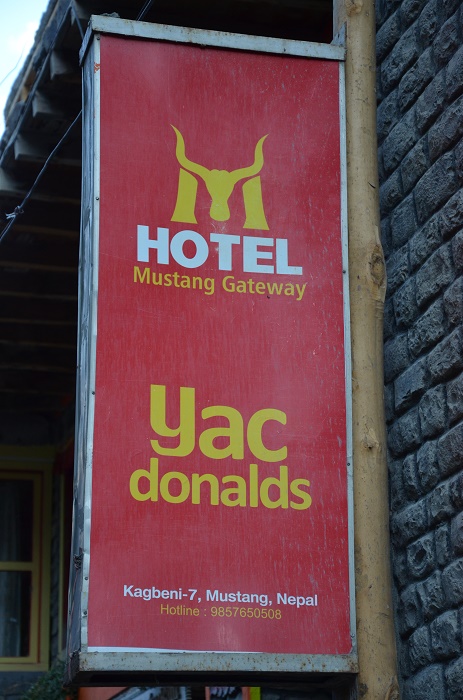 HOTEL
Mustang Gateway
yac
donalds
Kagbeni-7, Mustang, Nepal
Hotline : 9857650508